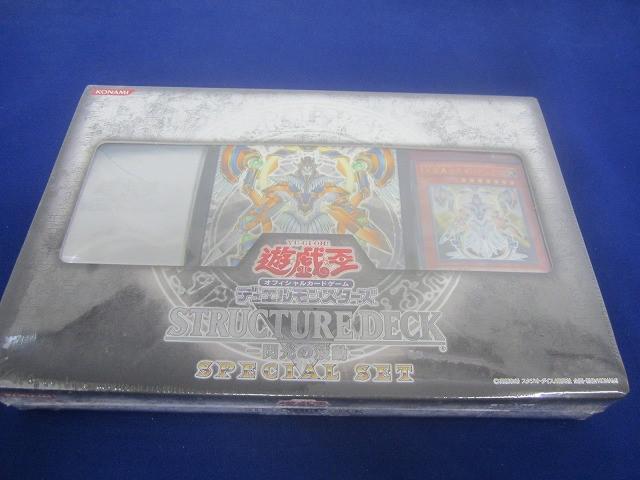 KONAMI
YU-GI-OH!
遊戯王
オフィシャルカードゲーム
デュエルモンスターズ
STRUCTURE DECK
SPECIAL SET